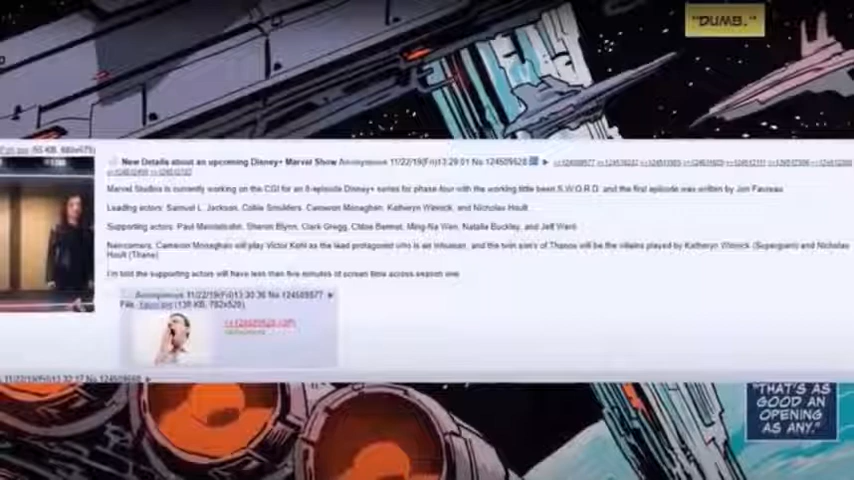 "DUMB."
New Details about an upcoming Disney+ Marvel Show Anonymous 11/22/19(Fri)13:29:01 No.124509528
Marvel Studios is currently working on the CGI for an 8-episode Disney+ series for phase four with the working title been S.W.O.R.D. and the first episode was written by Jon Favreau
Leading actors: Samuel L. Jackson, Cobie Smulders, Cameron Monaghan, Katheryn Winnick, and Nicholas Hoult.
Supporting actors: Paul Mendelsohn, Sharon Blynn, Clark Gregg, Chloe Bennet, Ming-Na Wen, Natalia Buckley, and Jeff Ward.
Newcomers, Cameron Monaghan will play Victor Kohl as the lead protagonist who is an Inhuman, and the twin son's of Thanos will be the villains played by Katheryn Winnick (Supergiant) and Nicholas
Hoult (Thane)
I'm told the supporting actors will have less than five minutes of screen time across season one
Anonymous 11/22/19(Fri)13:30:36 No.124509577
File:
"THAT'S AS
GOOD AN
OPENING
AS ANY."